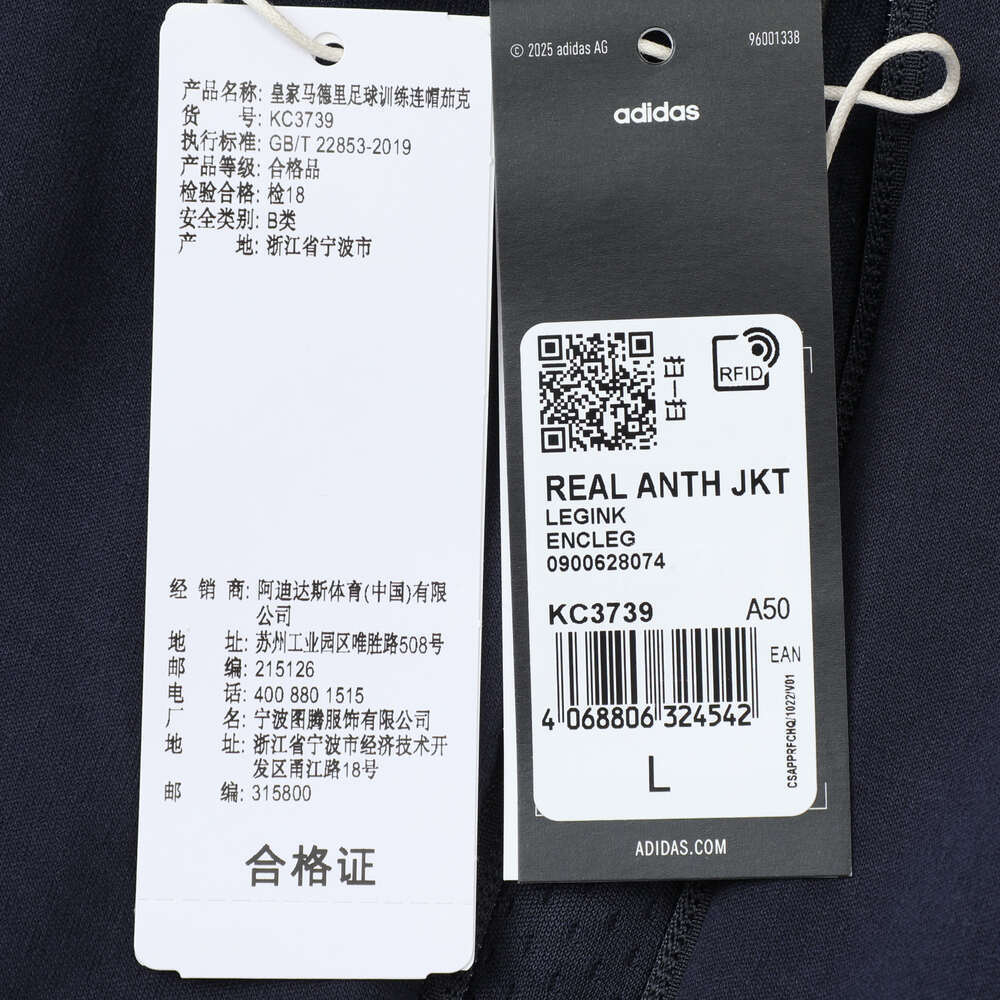 产品名称: 皇家马德里足球训练连帽茄克
货 号: KC3739
执行标准: GB/T 22853-2019
产品等级: 合格品
检验合格: 检18
安全类别: B类
产 地: 浙江省宁波市
经 销 商: 阿迪达斯体育(中国)有限
公司
地 址: 苏州工业园区唯胜路508号
邮 编: 215126
电 话: 400 880 1515
厂 名: 宁波图腾服饰有限公司
地 址: 浙江省宁波市经济技术开
发区甬江路18号
邮 编: 315800
合格证
© 2025 adidas AG
96001338
adidas
扫一扫
RFID
REAL ANTH JKT
LEGINK
ENCLEG
0900628074
KC3739 A50
EAN
4 068806 324542
CSAPPRFCHQ/1022/V01
L
ADIDAS.COM